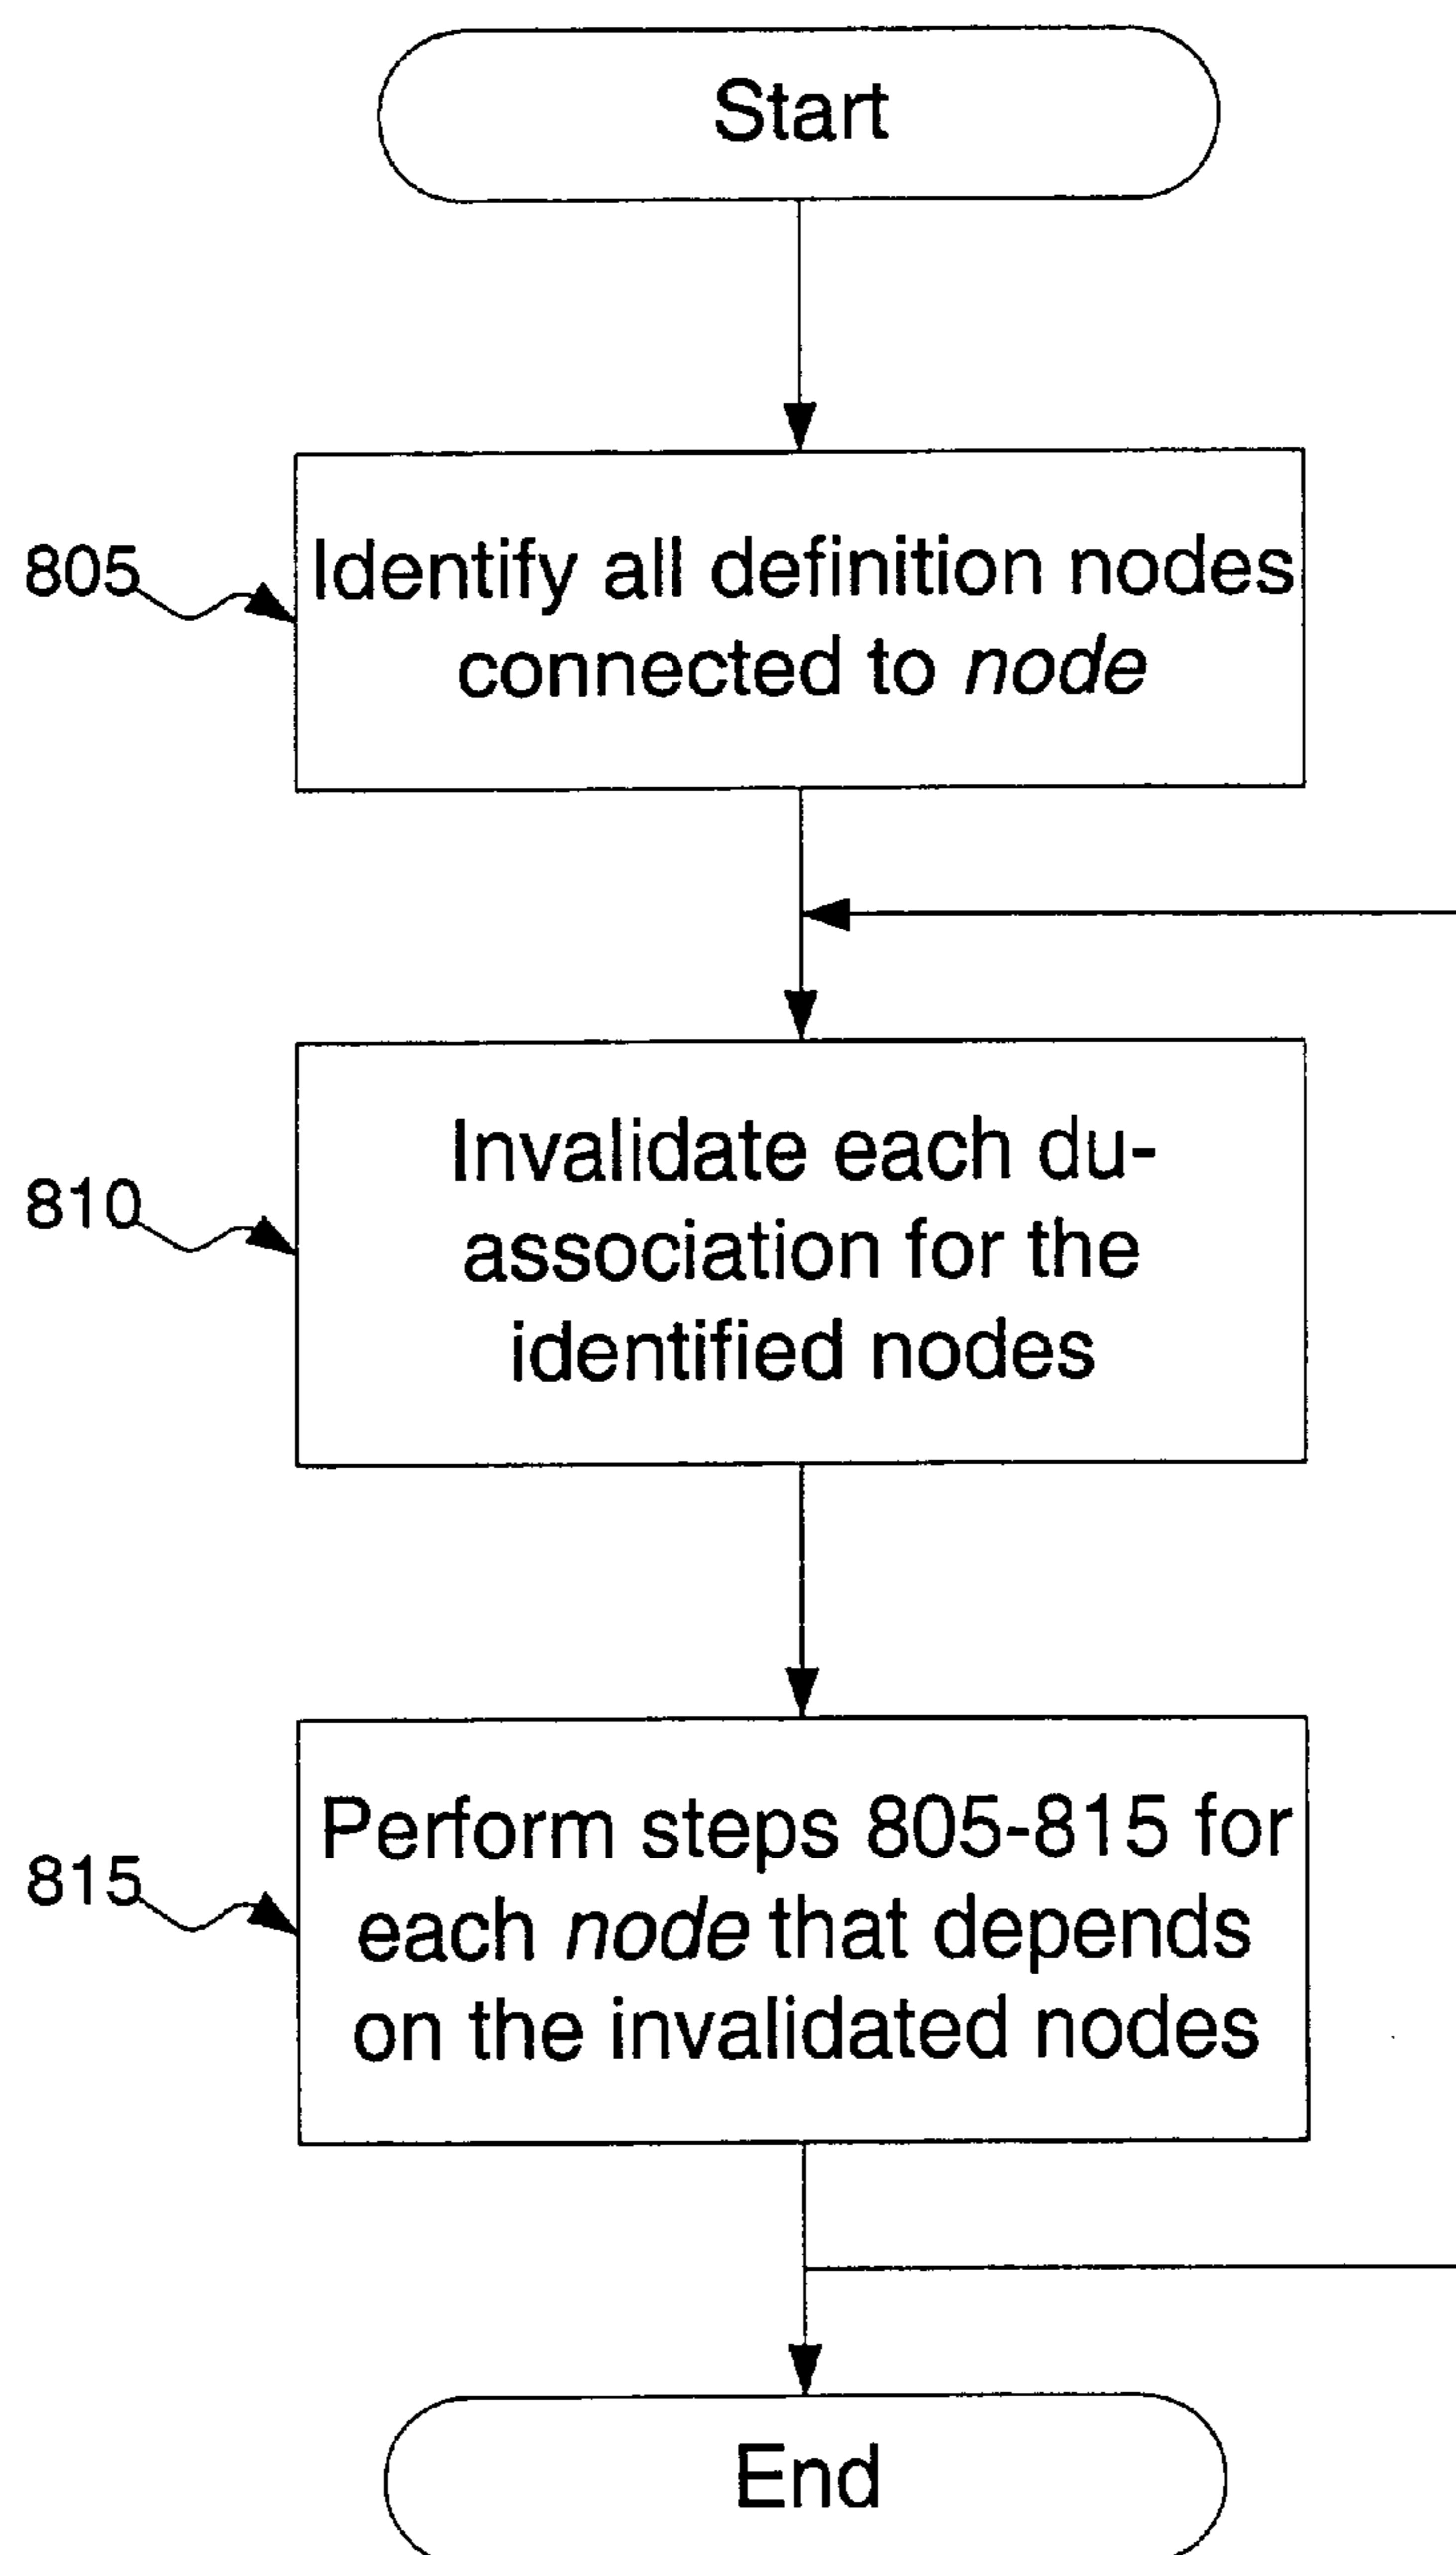 Start
805
Identify all definition nodes
connected to node
810
Invalidate each du-
association for the
identified nodes
815
Perform steps 805-815 for
each node that depends
on the invalidated nodes
End